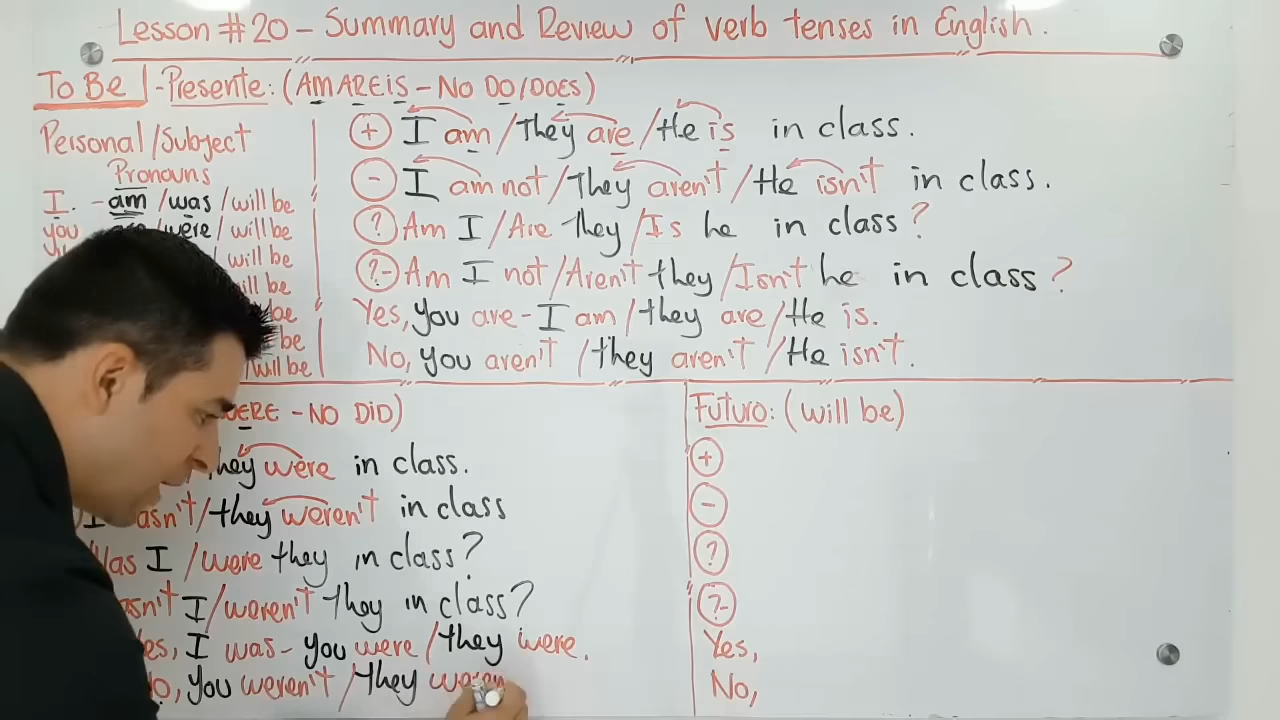 Lesson #20 - Summary and Review of verb tenses in English.
To Be - Presente: (AM ARE IS - NO DO/DOES)
Personal/Subject
Pronouns
I. - am /was /will be
you /were / will be
will be
be
be
will be
(+) I am /They are /He is in class.
(-) I am not /They aren't /He isn't in class.
(?) Am I /Are they /Is he in class?
(?-) Am I not /Aren't they /Isn't he in class?
Yes, you are - I am /they are /He is.
No, you aren't /they aren't /He isn't.
WERE - NO DID)
they were in class.
I /they weren't in class
Was I /were they in class?
I/weren't they in class?
I was - you were /they were.
you weren't /they
Futuro: (will be)
(+)
(-)
(?)
(?-)
Yes,
No,